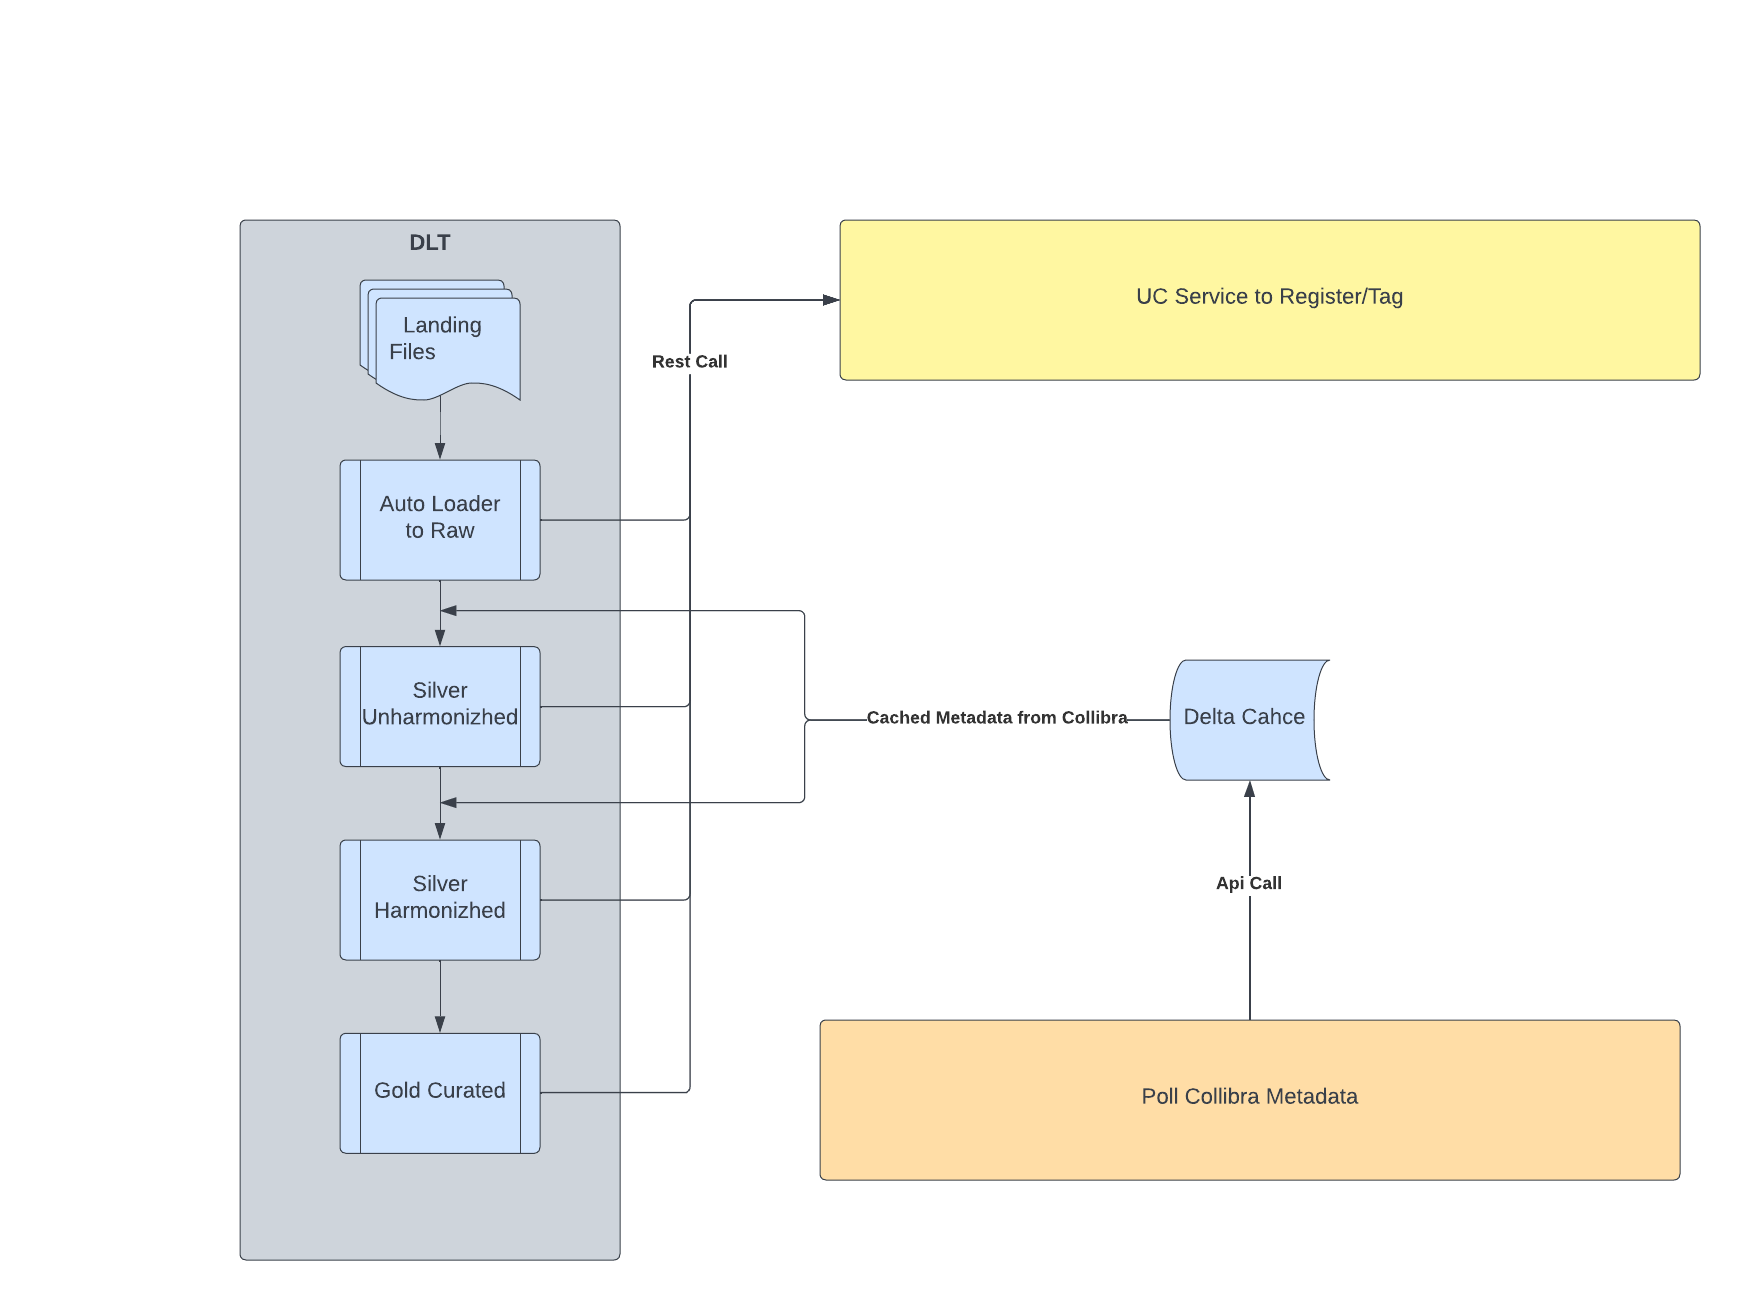 DLT
Landing
Files
Auto Loader
to Raw
Silver
Unharmonizhed
Silver
Harmonizhed
Gold Curated
Rest Call
UC Service to Register/Tag
Cached Metadata from Collibra
Delta Cahce
Api Call
Poll Collibra Metadata